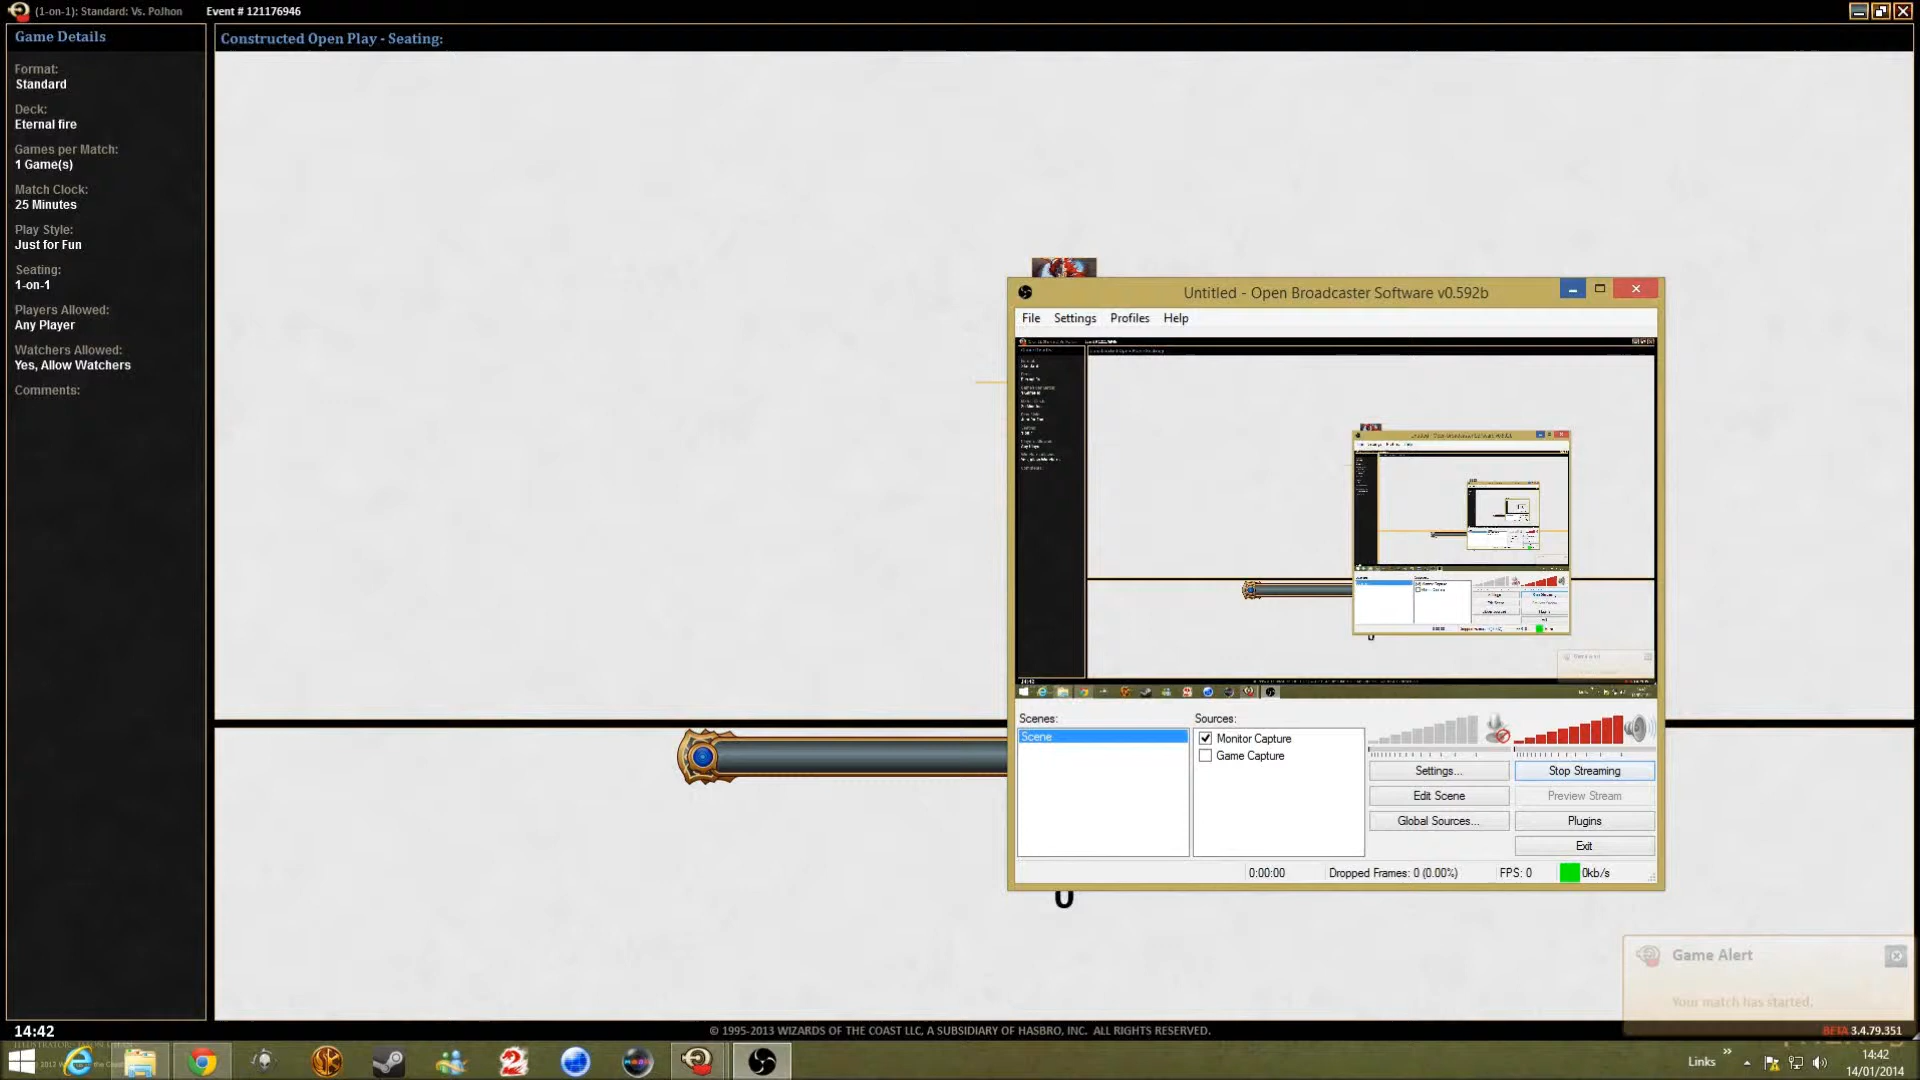 (1-on-1): Standard: Vs. PoJhon
Event # 121176946
Game Details
Format:
Standard
Deck:
Eternal fire
Games per Match:
1 Game(s)
Match Clock:
25 Minutes
Play Style:
Just for Fun
Seating:
1-on-1
Players Allowed:
Any Player
Watchers Allowed:
Yes, Allow Watchers
Comments:
Constructed Open Play - Seating:
Untitled - Open Broadcaster Software v0.592b
File Settings Profiles Help
Scenes:
Scene
Sources:
Monitor Capture
Game Capture
Settings...
Stop Streaming
Edit Scene
Preview Stream
Global Sources...
Plugins
Exit
0:00:00
Dropped Frames: 0 (0.00%)
FPS: 0
0kb/s
Game Alert
Your match has started.
14:42
© 1995-2013 WIZARDS OF THE COAST LLC, A SUBSIDIARY OF HASBRO, INC. ALL RIGHTS RESERVED.
BETA 3.4.79.351
Links
14:42
14/01/2014